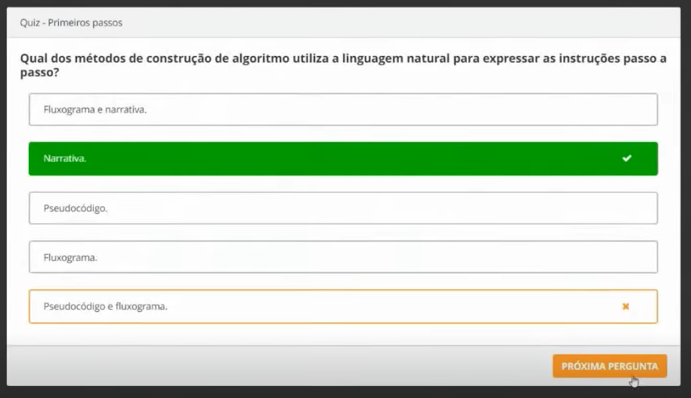 Quiz - Primeiros passos
Qual dos métodos de construção de algoritmo utiliza a linguagem natural para expressar as instruções passo a
passo?
Fluxograma e narrativa.
Narrativa.
Pseudocódigo.
Fluxograma.
Pseudocódigo e fluxograma.
PRÓXIMA PERGUNTA